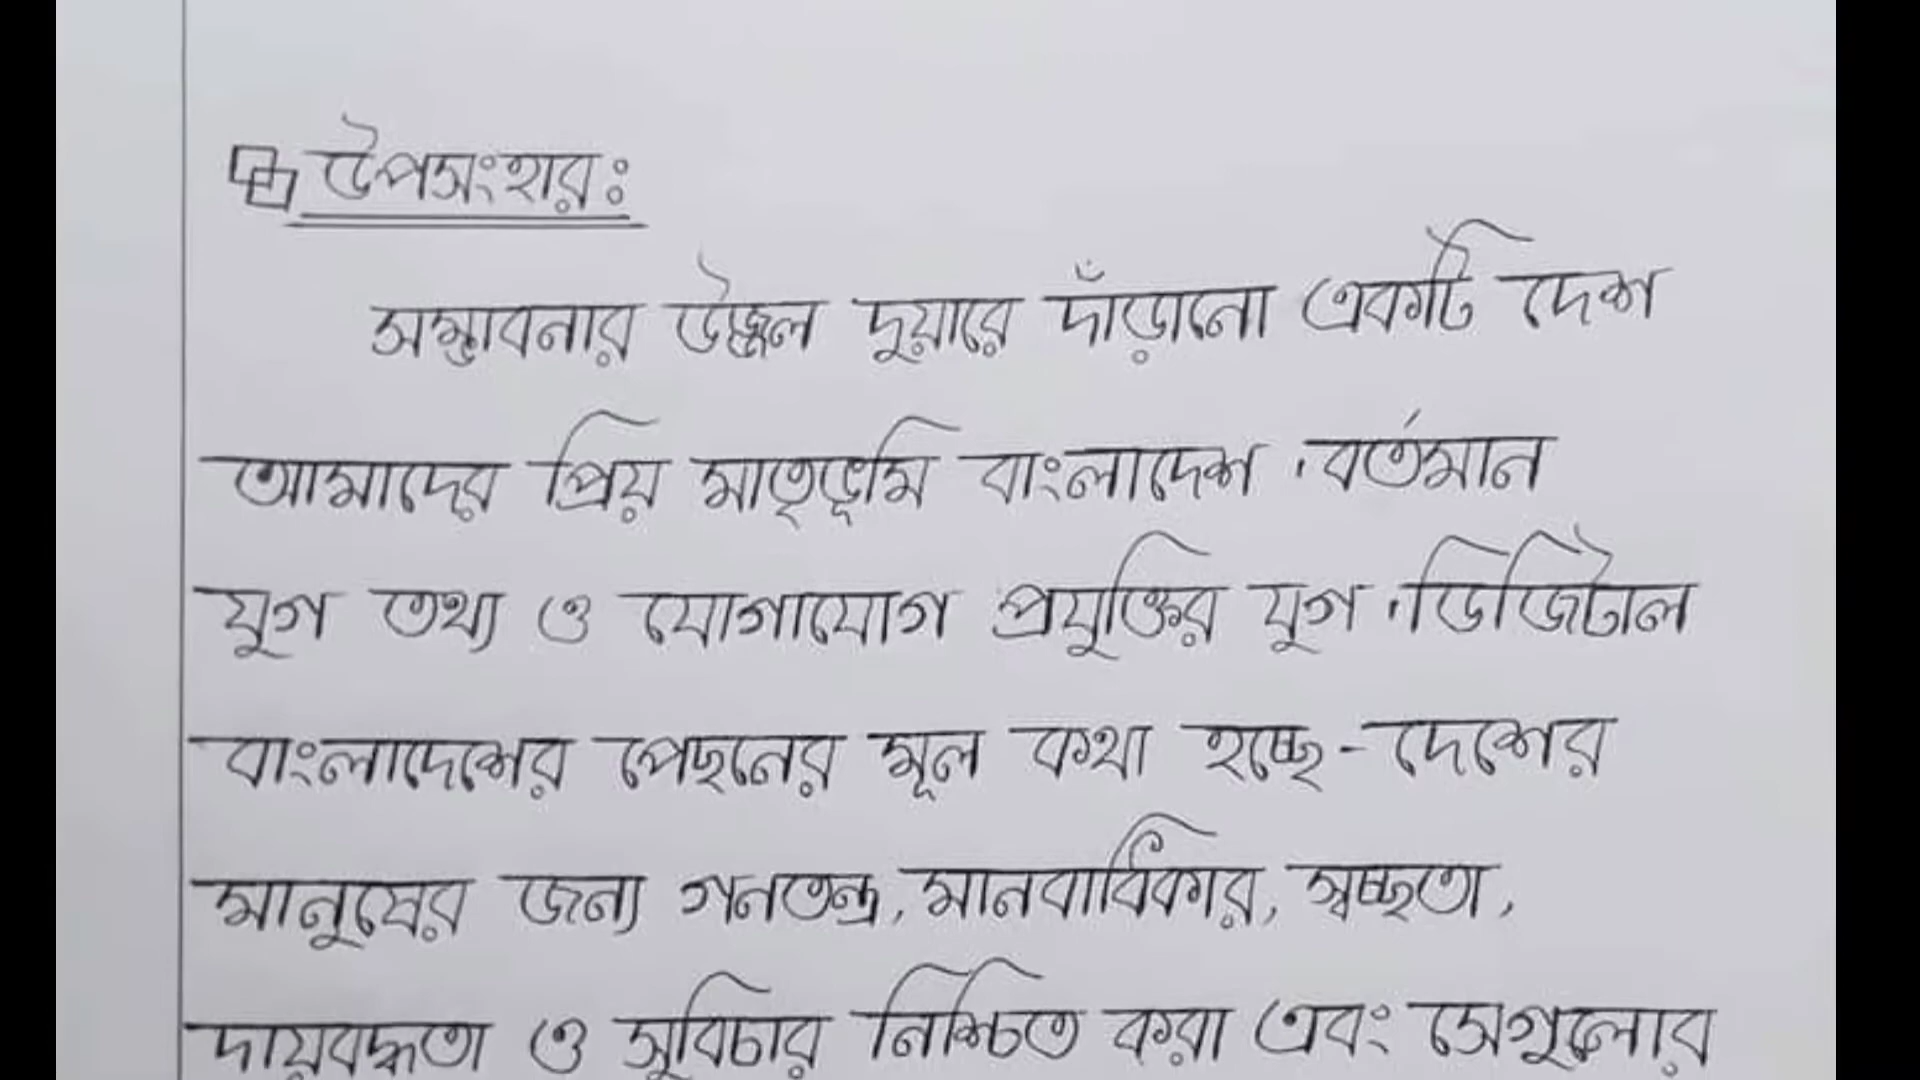 উপসংহারঃ
সম্ভাবনার উজ্জ্বল দুয়ারে দাঁড়ানো একটি দেশ
আমাদের প্রিয় মাতৃভূমি বাংলাদেশ। বর্তমান
যুগ তথ্য ও যোগাযোগ প্রযুক্তির যুগ। ডিজিটাল
বাংলাদেশের পেছনের মূল কথা হচ্ছে - দেশের
মানুষের জন্য গনতন্ত্র, মানবাধিকার, স্বচ্ছতা,
দায়বদ্ধতা ও সুবিচার নিশ্চিত করা এবং সেগুলোর